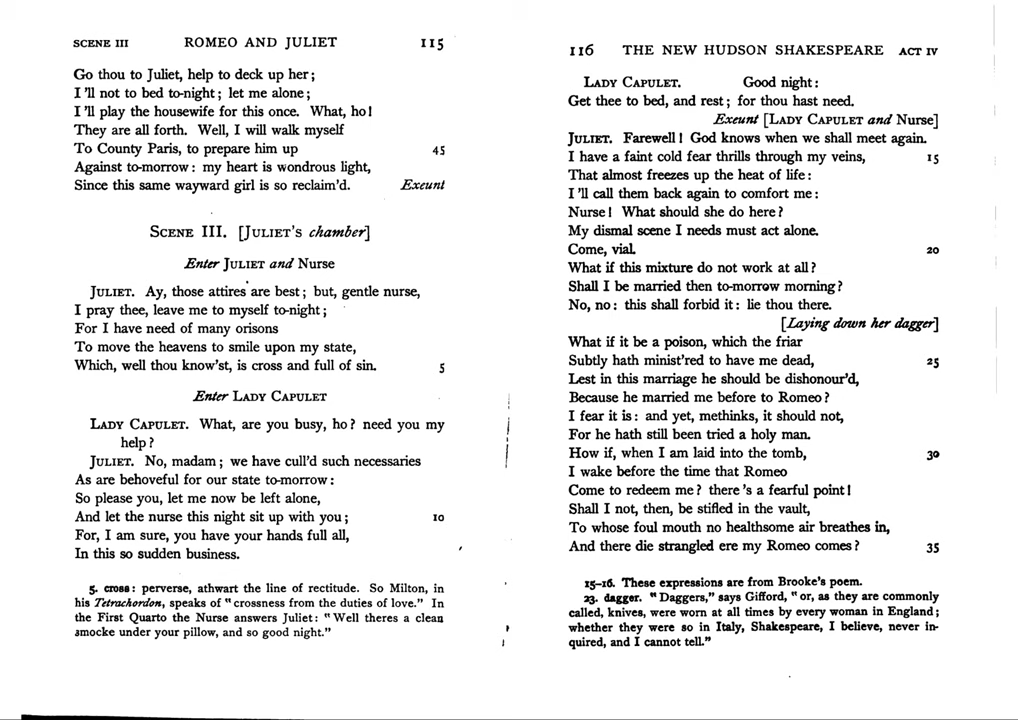 SCENE III ROMEO AND JULIET 115
Go thou to Juliet, help to deck up her;
I 'll not to bed to-night; let me alone;
I 'll play the housewife for this once. What, ho!
They are all forth. Well, I will walk myself
To County Paris, to prepare him up 45
Against to-morrow: my heart is wondrous light,
Since this same wayward girl is so reclaim'd. Exeunt
SCENE III. [JULIET'S chamber]
Enter JULIET and Nurse
JULIET. Ay, those attires are best; but, gentle nurse,
I pray thee, leave me to myself to-night;
For I have need of many orisons
To move the heavens to smile upon my state,
Which, well thou know'st, is cross and full of sin. 5
Enter LADY CAPULET
LADY CAPULET. What, are you busy, ho? need you my
help?
JULIET. No, madam; we have cull'd such necessaries
As are behoveful for our state to-morrow:
So please you, let me now be left alone,
And let the nurse this night sit up with you; 10
For, I am sure, you have your hands full all,
In this so sudden business.
5. cross: perverse, athwart the line of rectitude. So Milton, in
his Tetrachordon, speaks of "crossness from the duties of love." In
the First Quarto the Nurse answers Juliet: "Well theres a clean
smocke under your pillow, and so good night."
116 THE NEW HUDSON SHAKESPEARE ACT IV
LADY CAPULET. Good night:
Get thee to bed, and rest; for thou hast need.
Exeunt [LADY CAPULET and Nurse]
JULIET. Farewell! God knows when we shall meet again.
I have a faint cold fear thrills through my veins, 15
That almost freezes up the heat of life:
I 'll call them back again to comfort me:
Nurse! What should she do here?
My dismal scene I needs must act alone.
Come, vial. 20
What if this mixture do not work at all?
Shall I be married then to-morrow morning?
No, no: this shall forbid it: lie thou there.
[Laying down her dagger]
What if it be a poison, which the friar
Subtly hath minist'red to have me dead, 25
Lest in this marriage he should be dishonour'd,
Because he married me before to Romeo?
I fear it is: and yet, methinks, it should not,
For he hath still been tried a holy man.
How if, when I am laid into the tomb, 30
I wake before the time that Romeo
Come to redeem me? there 's a fearful point!
Shall I not, then, be stifled in the vault,
To whose foul mouth no healthsome air breathes in,
And there die strangled ere my Romeo comes? 35
15-16. These expressions are from Brooke's poem.
23. dagger. "Daggers," says Gifford, "or, as they are commonly
called, knives, were worn at all times by every woman in England;
whether they were so in Italy, Shakespeare, I believe, never in-
quired, and I cannot tell."